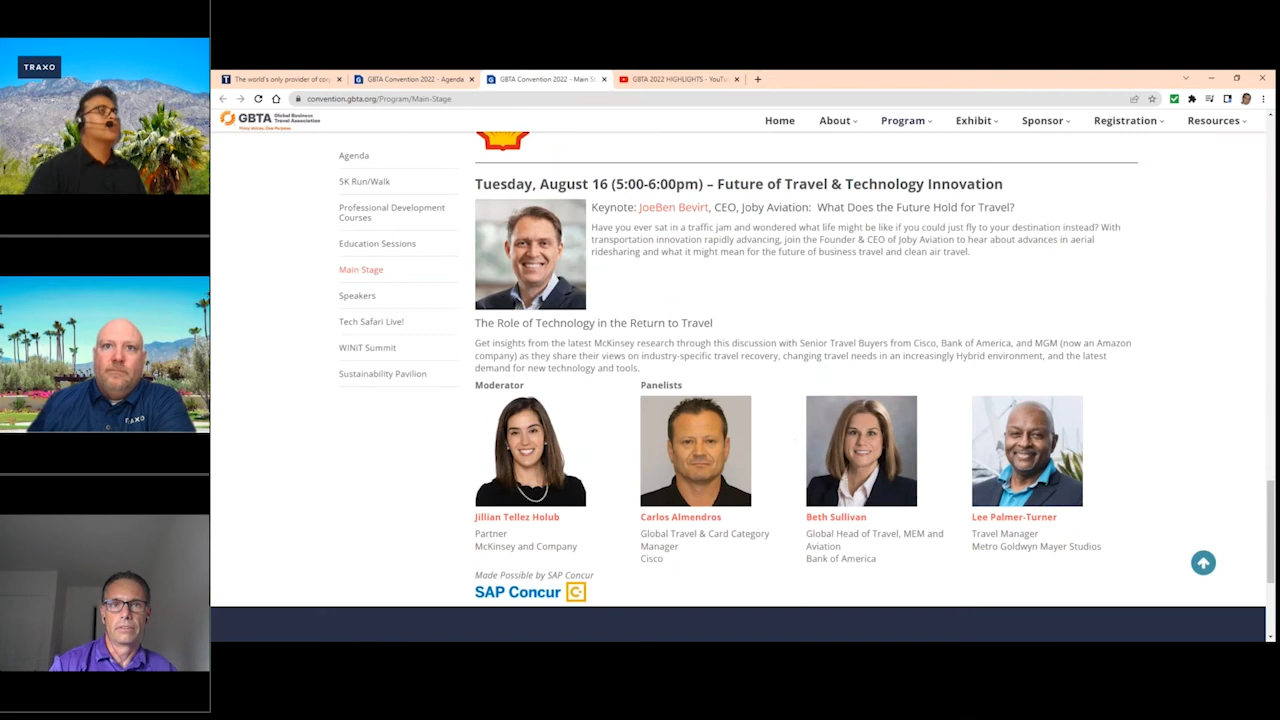 TRAXO
TRAXO
The world's only provider of cor
GBTA Convention 2022 - Agenda
GBTA Convention 2022 - Main St
GBTA 2022 HIGHLIGHTS - YouTu
convention.gbta.org/Program/Main-Stage
GBTA Global Business
Travel Association
Home About Program Exhibit Sponsor Registration Resources
Agenda
5K Run/Walk
Professional Development
Courses
Education Sessions
Main Stage
Speakers
Tech Safari Live!
WINiT Summit
Sustainability Pavilion
Tuesday, August 16 (5:00-6:00pm) – Future of Travel & Technology Innovation
Keynote: JoeBen Bevirt, CEO, Joby Aviation: What Does the Future Hold for Travel?
Have you ever sat in a traffic jam and wondered what life might be like if you could just fly to your destination instead? With
transportation innovation rapidly advancing, join the Founder & CEO of Joby Aviation to hear about advances in aerial
ridesharing and what it might mean for the future of business travel and clean air travel.
The Role of Technology in the Return to Travel
Get insights from the latest McKinsey research through this discussion with Senior Travel Buyers from Cisco, Bank of America, and MGM (now an Amazon
company) as they share their views on industry-specific travel recovery, changing travel needs in an increasingly Hybrid environment, and the latest
demand for new technology and tools.
Moderator
Panelists
Jillian Tellez Holub
Partner
McKinsey and Company
Carlos Almendros
Global Travel & Card Category
Manager
Cisco
Beth Sullivan
Global Head of Travel, MEM and
Aviation
Bank of America
Lee Palmer-Turner
Travel Manager
Metro Goldwyn Mayer Studios
Made Possible by SAP Concur
SAP Concur